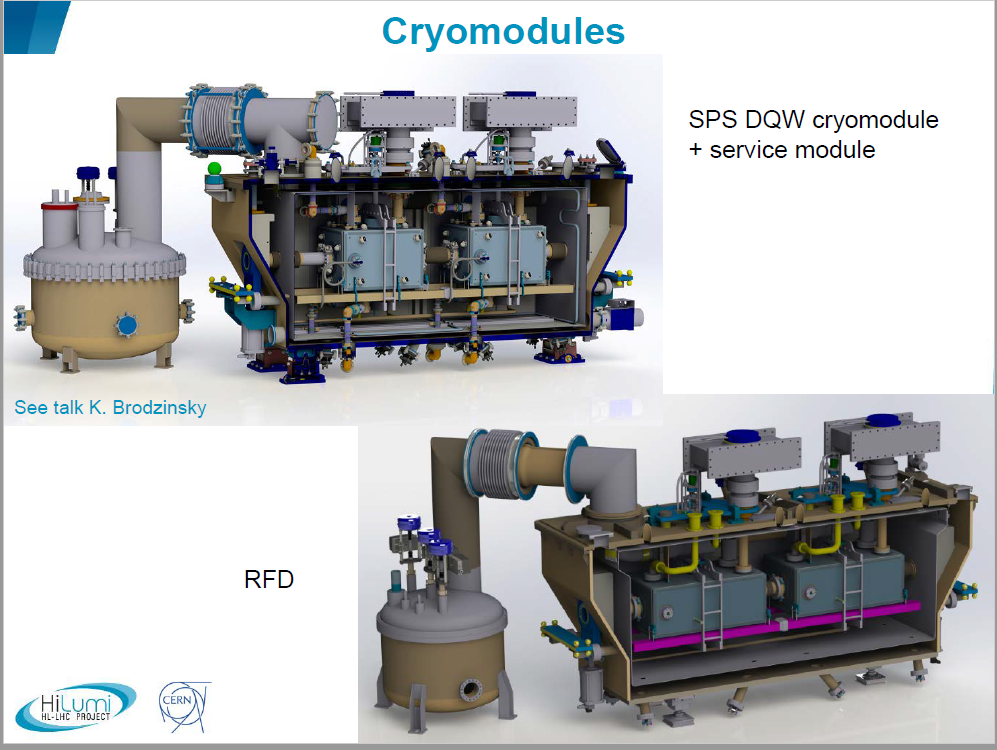 Cryomodules
SPS DQW cryomodule
+ service module
See talk K. Brodzinsky
RFD
HiLumi
HL-LHC PROJECT
CERN